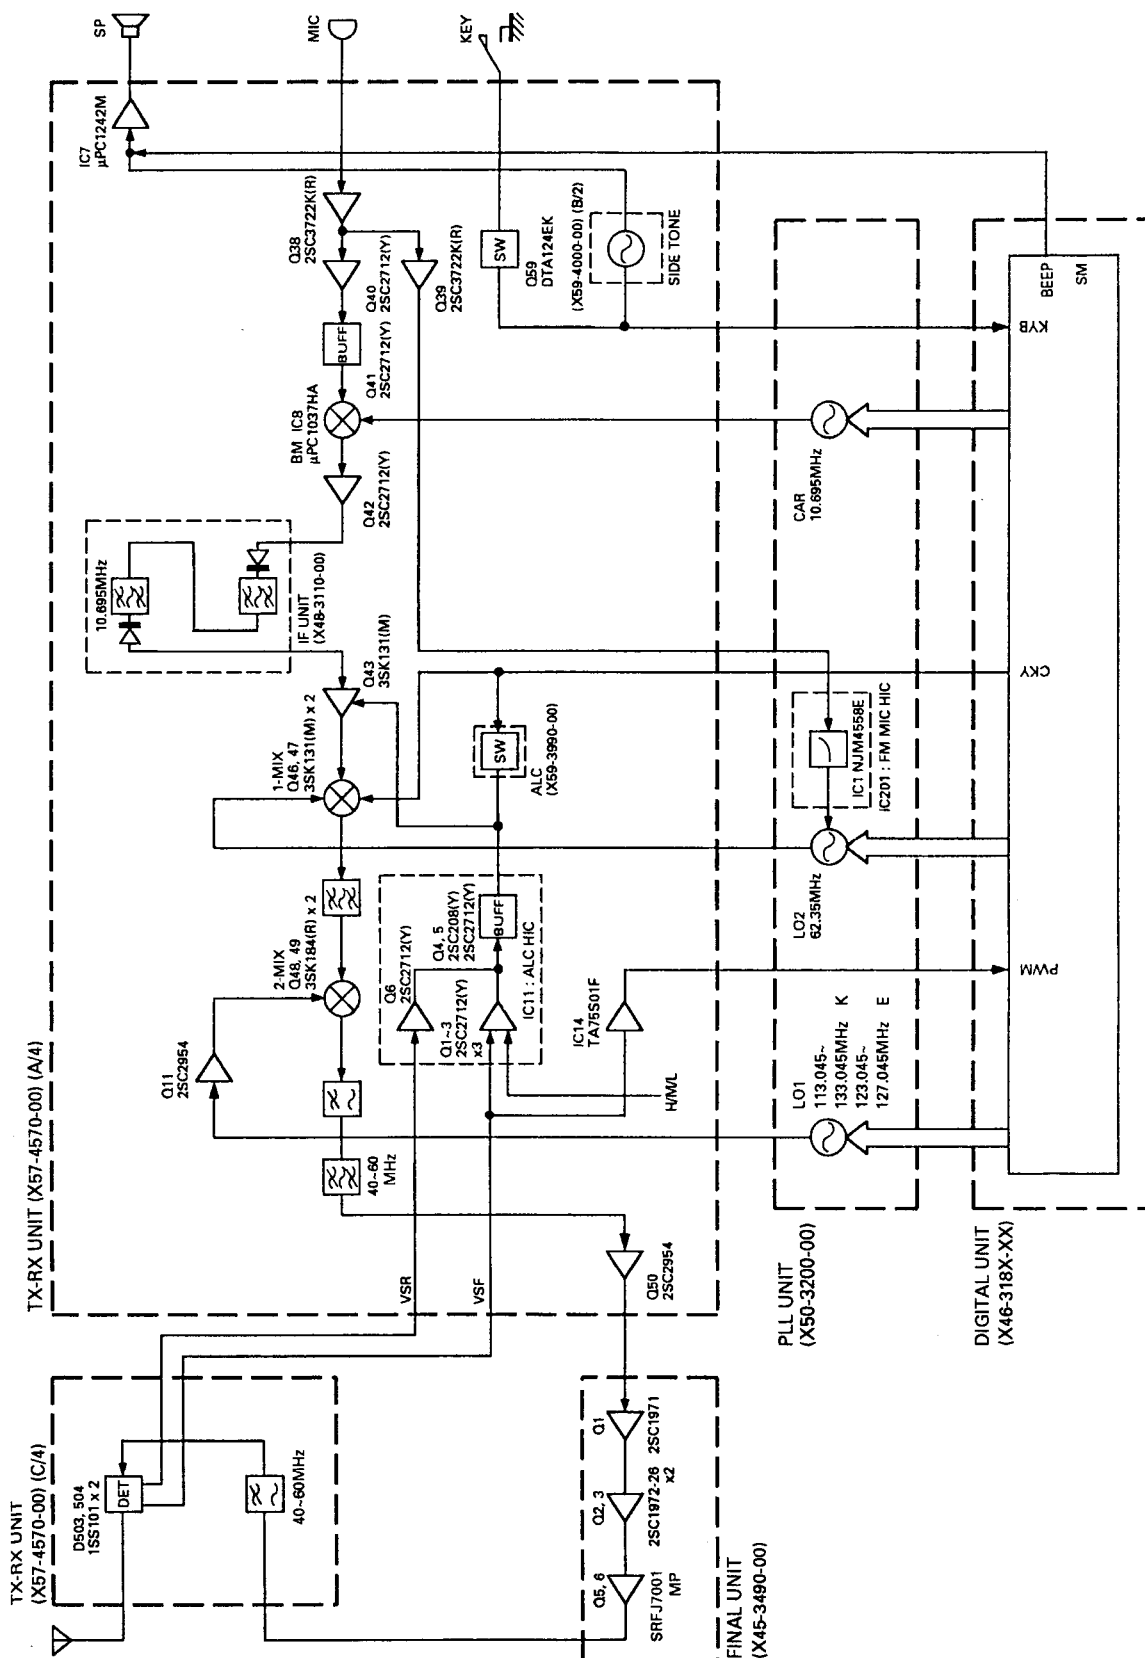 TX-RX UNIT
(X57-4570-00) (C/4)
D503, 504
1SS101 x 2
DET
40~60MHz
FINAL UNIT
(X45-3490-00)
Q5, 6
SRFJ7001
MP
Q2, 3
2SC1972-26
x2
Q1
2SC1971
TX-RX UNIT (X57-4570-00) (A/4)
VSR
VSF
Q50
2SC2954
40~60
MHz
Q11
2SC2954
2-MIX
Q48, 49
3SK184(R) x 2
1-MIX
Q46, 47
3SK131(M) x 2
Q43
3SK131(M)
Q6
2SC2712(Y)
Q1~3
2SC2712(Y)
x3
Q4, 5
2SC208(Y)
2SC2712(Y)
BUFF
IC11 : ALC HIC
H/M/L
IC14
TA75S01F
SW
ALC
(X59-3990-00)
10.695MHz
IF UNIT
(X48-3110-00)
Q42
2SC2712(Y)
BM IC8
μPC1037HA
BUFF
Q41
2SC2712(Y)
Q40
2SC2712(Y)
Q38
2SC3722K(R)
Q39
2SC3722K(R)
SW
Q59
DTA124EK
(X59-4000-00) (B/2)
SIDE TONE
IC7
μPC1242M
SP
MIC
KEY
PLL UNIT
(X50-3200-00)
LO1
113.045~
133.045MHz K
123.045~
127.045MHz E
LO2
62.35MHz
IC1 NJM4558E
IC201 : FM MIC HIC
CAR
10.695MHz
DIGITAL UNIT
(X46-318X-XX)
PWM
CKY
KYB
BEEP
SM